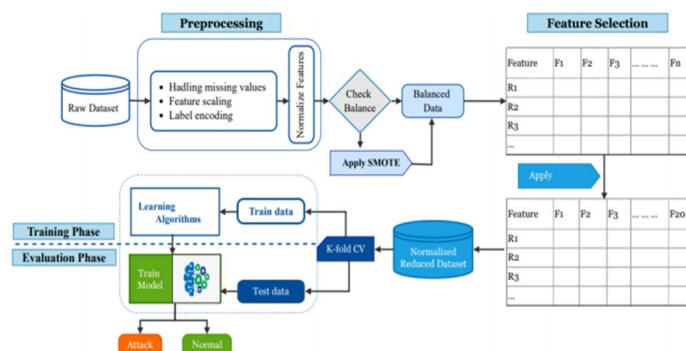 Preprocessing
Feature Selection
Raw Dataset
• Hadling missing values
• Feature scaling
• Label encoding
Normalize Features
Check
Balance
Balanced
Data
Apply SMOTE
Feature F1 F2 F3 ... ... ... Fn
R1
R2
R3
...
Apply
Feature F1 F2 F3 ... ... ... F20
R1
R2
R3
...
Normalized
Reduced Dataset
K-fold CV
Train data
Learning
Algorithms
Training Phase
Evaluation Phase
Train
Model
Test data
Attack
Normal